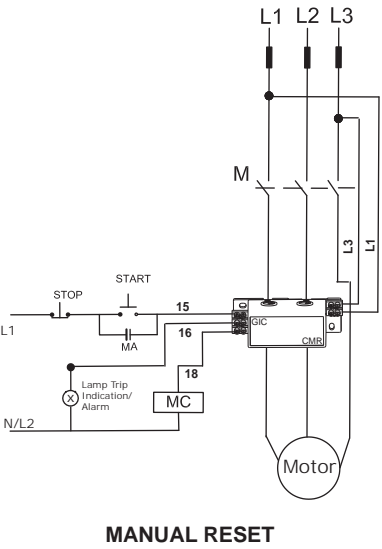 L1 L2 L3
M
L3
L1
START
STOP
15
L1
MA
16
GIC
CMR
18
Lamp Trip
Indication/
Alarm
X
MC
N/L2
Motor
MANUAL RESET